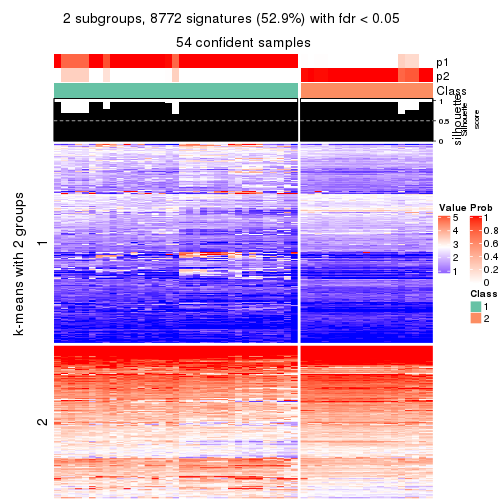 2 subgroups, 8772 signatures (52.9%) with fdr < 0.05
54 confident samples
p1
p2
Class
1
0.5
0
silhouette
Silhouette
score
k-means with 2 groups
1
2
Value
5
4
3
2
1
Prob
1
0.8
0.6
0.4
0.2
0
Class
1
2